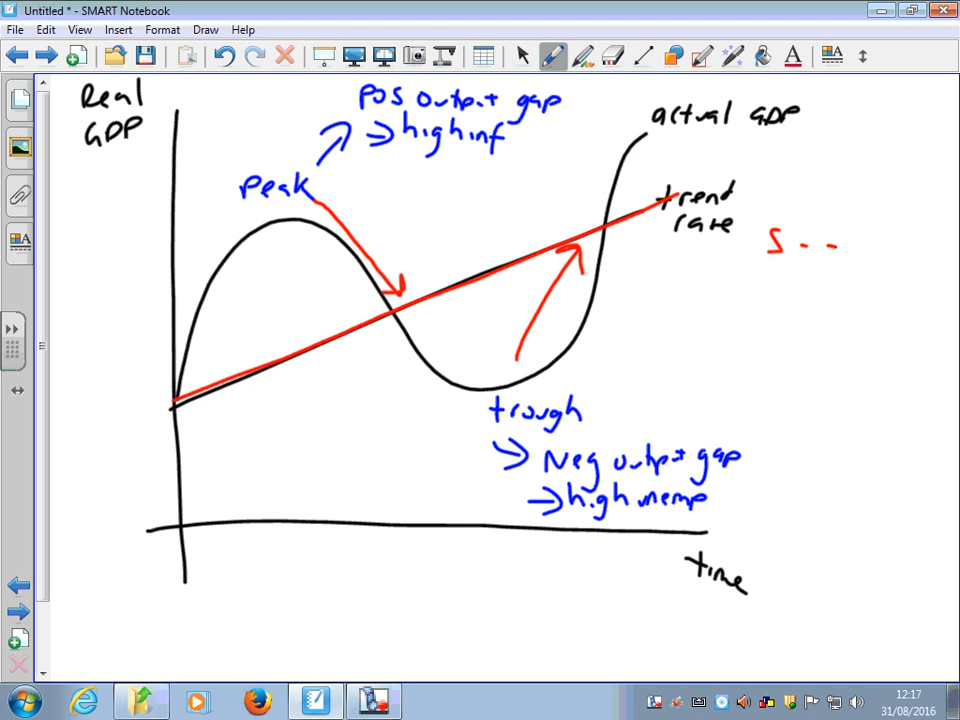 Untitled * - SMART Notebook
File Edit View Insert Format Draw Help
Real
GDP
Pos output gap
⇒ high inf
Peak
actual GDP
trend
rate
S - -
trough
→ Neg output gap
→ high unemp
time
12:17
31/08/2016